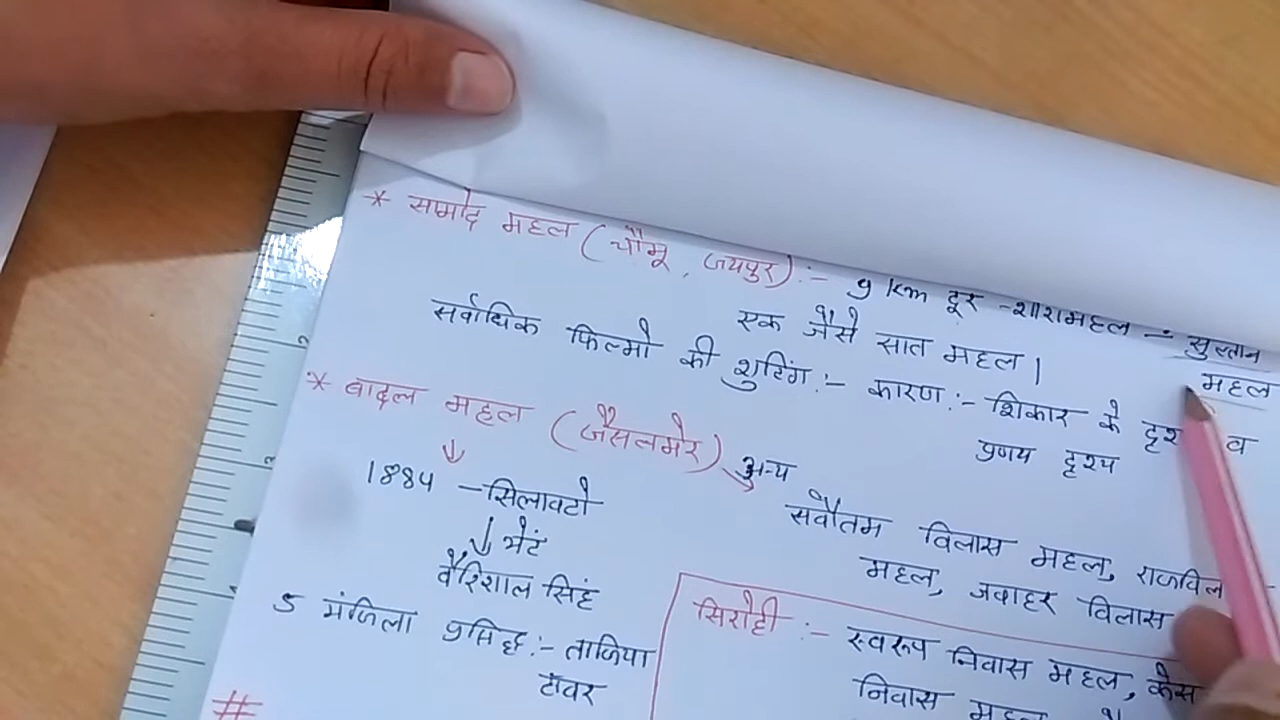 * सामोद महल (चौमू, जयपुर) :- 9 km दूर - शीशमहल - सुल्तान महल
एक जैसे सात महल।
सर्वाधिक फिल्मो की शुटिंग :- कारण :- शिकार के दृश्य व
प्रणय दृश्य
* बादल महल (जैसलमेर) अन्य
↓
1884 - सिलावटो
↓ भेटं
वैरिशाल सिहं
सर्वोतम विलास महल, राजविलास
महल, जवाहर विलास
5 मंजिला प्रसिद्ध :- ताजिया
टॉवर
सिरोही :- स्वरूप निवास महल, केस
निवास महल
#